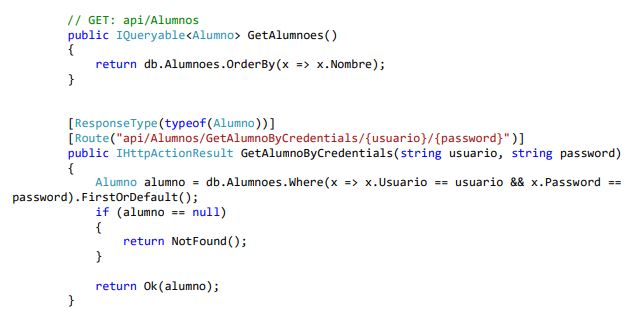 // GET: api/Alumnos
public IQueryable<Alumno> GetAlumnoes()
{
return db.Alumnoes.OrderBy(x => x.Nombre);
}
[ResponseType(typeof(Alumno))]
[Route("api/Alumnos/GetAlumnoByCredentials/{usuario}/{password}")]
public IHttpActionResult GetAlumnoByCredentials(string usuario, string password)
{
Alumno alumno = db.Alumnoes.Where(x => x.Usuario == usuario && x.Password ==
password).FirstOrDefault();
if (alumno == null)
{
return NotFound();
}
return Ok(alumno);
}